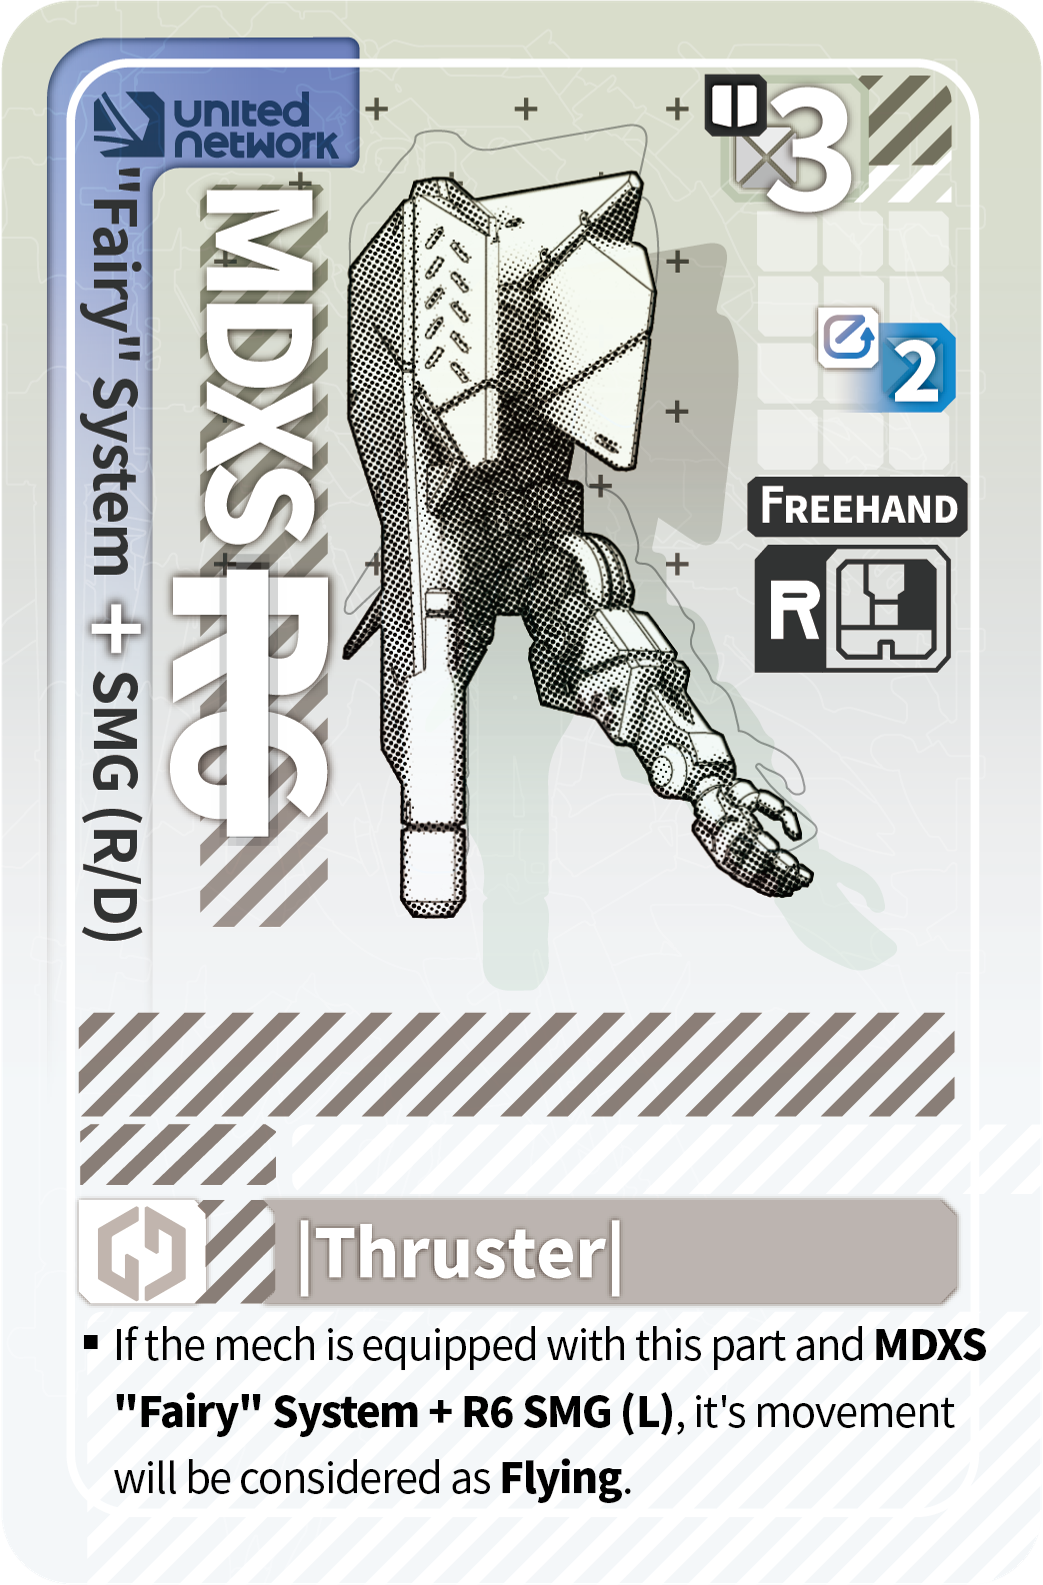 united
network
3
"Fairy" System + SMG (R/D)
MDXS
R6
2
FREEHAND
R
|Thruster|
▪ If the mech is equipped with this part and MDXS
"Fairy" System + R6 SMG (L), it's movement
will be considered as Flying.